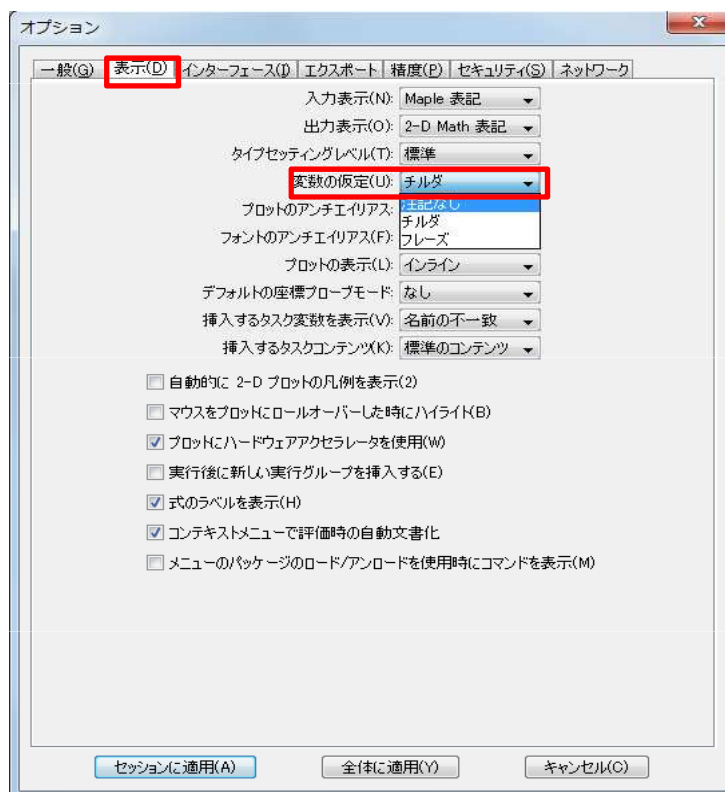 オプション
一般(G) 表示(D) インターフェース(I) エクスポート 精度(P) セキュリティ(S) ネットワーク
入力表示(N): Maple 表記
出力表示(O): 2-D Math 表記
タイプセッティングレベル(T): 標準
変数の仮定(U): チルダ
注記なし
プロットのアンチエイリアス:
チルダ
フォントのアンチエイリアス(F):
フレーズ
プロットの表示(L): インライン
デフォルトの座標プローブモード: なし
挿入するタスク変数を表示(V): 名前の不一致
挿入するタスクコンテンツ(K): 標準のコンテンツ
自動的に 2-D プロットの凡例を表示(2)
マウスをプロットにロールオーバーした時にハイライト(B)
プロットにハードウェアアクセラレータを使用(W)
実行後に新しい実行グループを挿入する(E)
式のラベルを表示(H)
コンテキストメニューで評価時の自動文書化
メニューのパッケージのロード/アンロードを使用時にコマンドを表示(M)
セッションに適用(A) 全体に適用(Y) キャンセル(C)